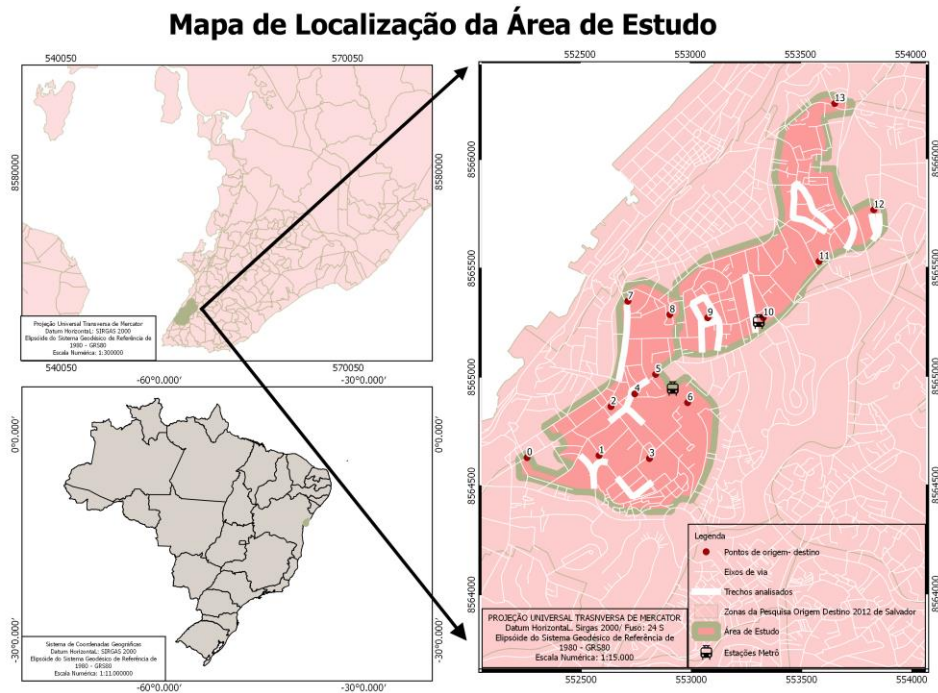 Mapa de Localização da Área de Estudo
540050
570050
8580000
8580000
Projeção Universal Transversa de Mercator
Datum Horizontal.: SIRGAS 2000
Elipsóide do Sistema Geodésico de Referência de
1980 - GRS80
Escala Numérica: 1:300000
540050
570050
-60°0.000'
-30°0.000'
0°0.000'
0°0.000'
-30°0.000'
-30°0.000'
Sistema de Coordenadas Geográficas
Datum Horizontal.: SIRGAS 2000
Elipsóide do Sistema Geodésico de Referência de
1980 - GRS80
Escala Numérica: 1:11000000
-60°0.000'
-30°0.000'
552500
553000
553500
554000
8566000
8566000
8565500
8565500
8565000
8565000
8564500
8564500
8564000
8564000
13
12
11
7
8
9
10
5
4
2
6
0
1
3
PROJEÇÃO UNIVERSAL TRASNVERSA DE MERCATOR
Datum Horizontal.: Sirgas 2000/ Fuso: 24 S
Elipsóide do Sistema Geodésico de Referência de
1980 - GRS80
Escala Numérica: 1:15.000
Legenda
Pontos de origem- destino
Eixos de via
Trechos analisados
Zonas da Pesquisa Origem Destino 2012 de Salvador
Área de Estudo
Estações Metrô
552500
553000
553500
554000